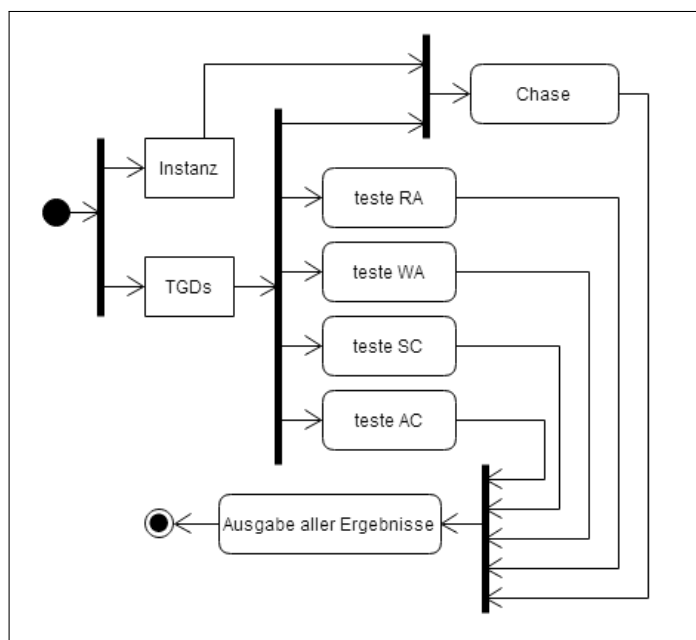 Chase
Instanz
teste RA
teste WA
TGDs
teste SC
teste AC
Ausgabe aller Ergebnisse